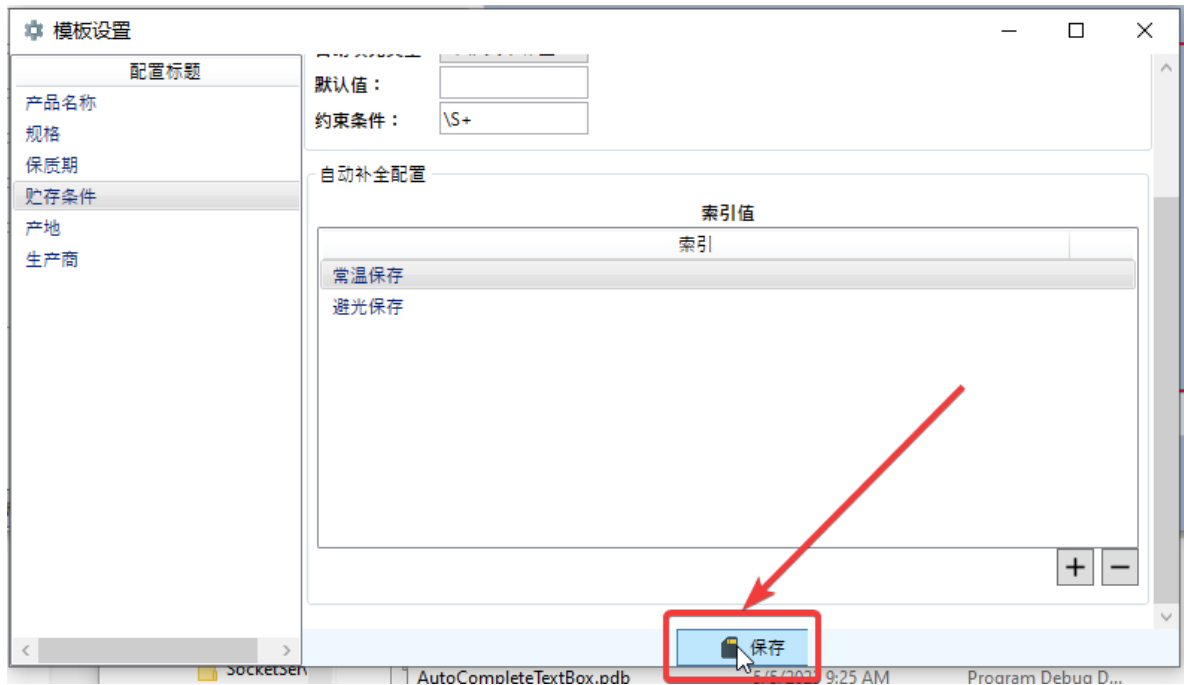 模板设置
配置标题
产品名称
规格
保质期
贮存条件
产地
生产商
默认值：
约束条件：
\S+
自动补全配置
索引值
索引
常温保存
避光保存
+
−
保存
AutoCompleteTextBox.pdb
9:25 AM
Program Debug D...